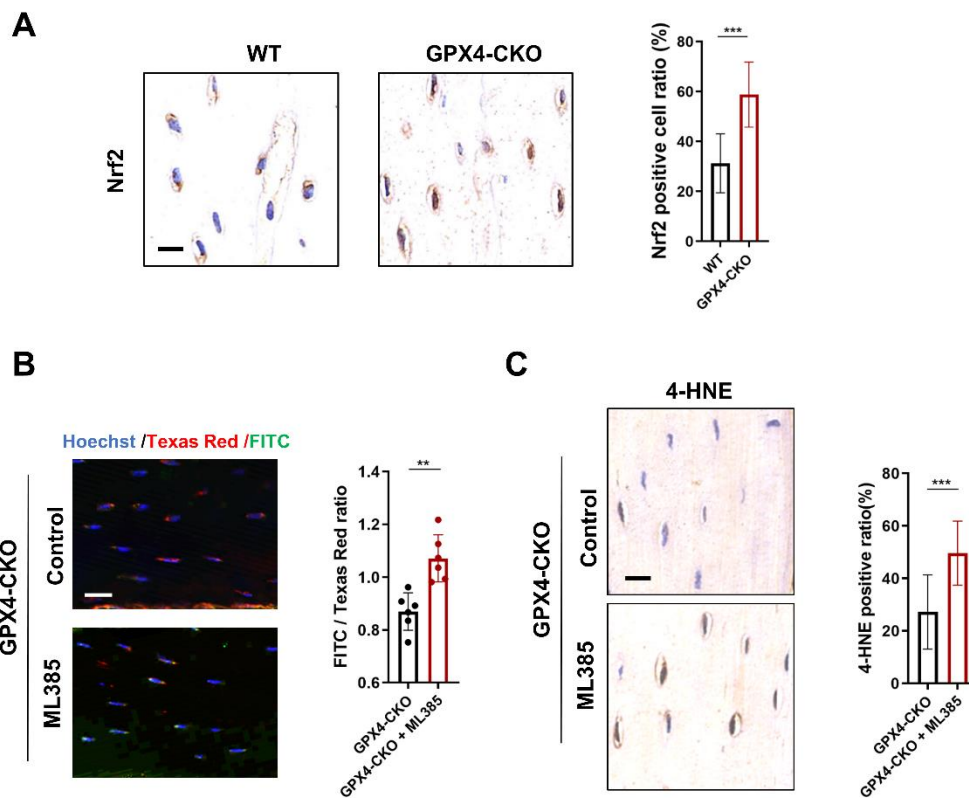 A
WT
GPX4-CKO
Nrf2
Nrf2 positive cell ratio (%)
***
80
60
40
20
0
WT
GPX4-CKO
B
Hoechst /Texas Red /FITC
GPX4-CKO
Control
ML385
FITC / Texas Red ratio
**
1.4
1.2
1.0
0.8
0.6
GPX4-CKO
GPX4-CKO + ML385
C
4-HNE
GPX4-CKO
Control
ML385
4-HNE positive ratio(%)
***
80
60
40
20
0
GPX4-CKO
GPX4-CKO + ML385